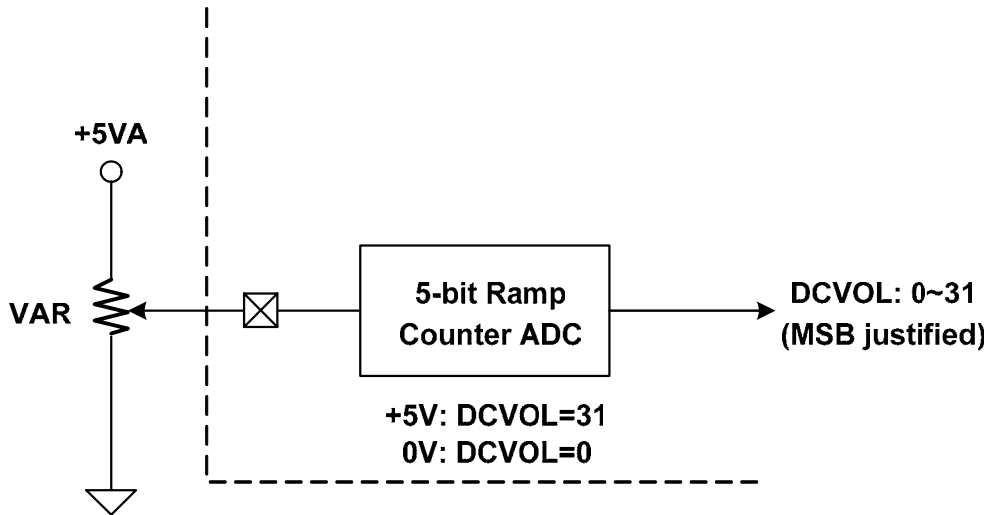 +5VA
VAR
5-bit Ramp
Counter ADC
DCVOL: 0~31
(MSB justified)
+5V: DCVOL=31
0V: DCVOL=0